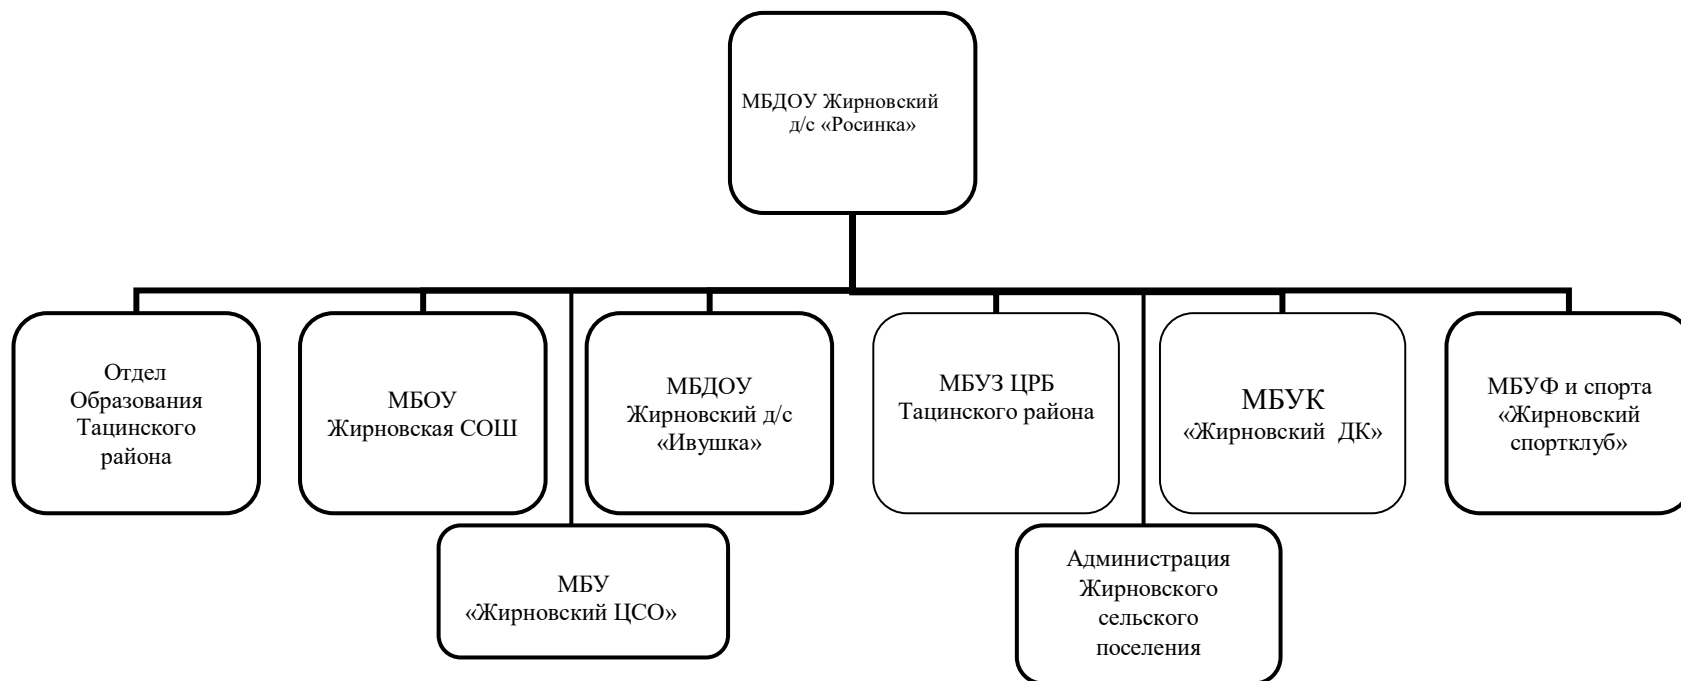 МБДОУ Жирновский
д/с «Росинка»
Отдел
Образования
Тацинского
района
МБОУ
Жирновская СОШ
МБДОУ
Жирновский д/с
«Ивушка»
МБУЗ ЦРБ
Тацинского района
МБУК
«Жирновский ДК»
МБУФ и спорта
«Жирновский
спортклуб»
МБУ
«Жирновский ЦСО»
Администрация
Жирновского
сельского
поселения